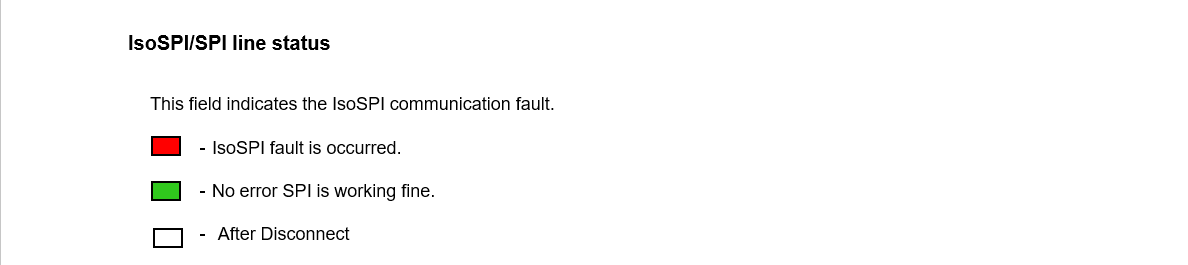 IsoSPI/SPI line status
This field indicates the IsoSPI communication fault.
- IsoSPI fault is occurred.
- No error SPI is working fine.
- After Disconnect